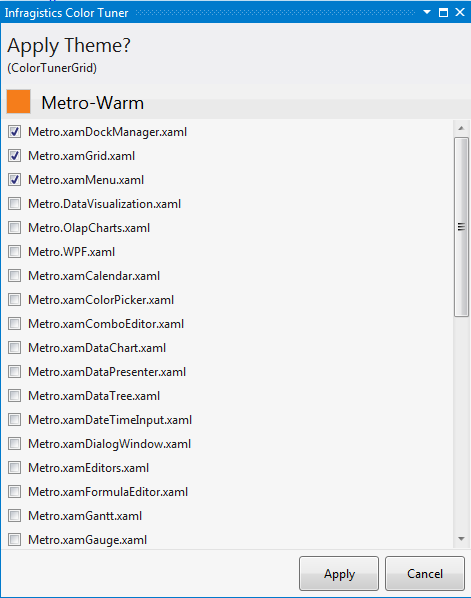 Infragistics Color Tuner
Apply Theme?
(ColorTunerGrid)
Metro-Warm
Metro.xamDockManager.xaml
Metro.xamGrid.xaml
Metro.xamMenu.xaml
Metro.DataVisualization.xaml
Metro.OlapCharts.xaml
Metro.WPF.xaml
Metro.xamCalendar.xaml
Metro.xamColorPicker.xaml
Metro.xamComboEditor.xaml
Metro.xamDataChart.xaml
Metro.xamDataPresenter.xaml
Metro.xamDataTree.xaml
Metro.xamDateTimeInput.xaml
Metro.xamDialogWindow.xaml
Metro.xamEditors.xaml
Metro.xamFormulaEditor.xaml
Metro.xamGantt.xaml
Metro.xamGauge.xaml
Apply Cancel